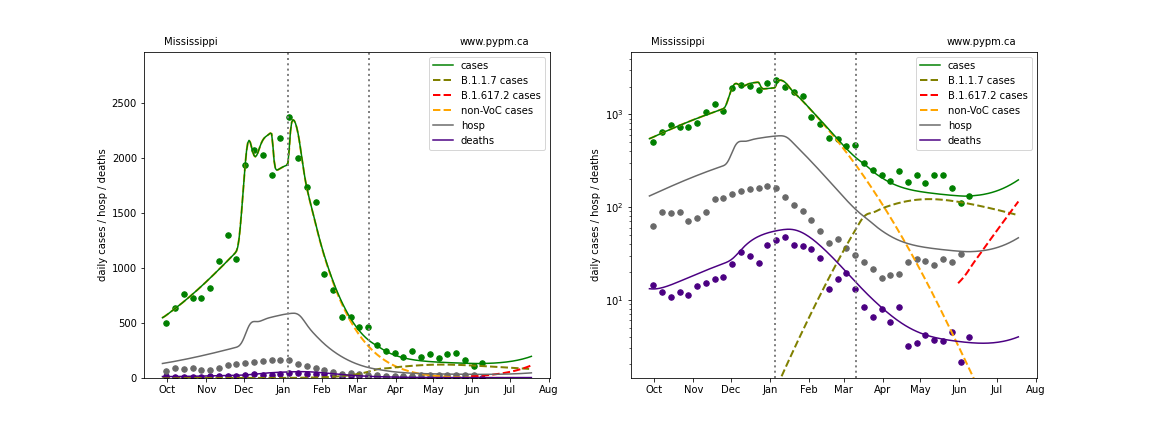 Mississippi
www.pypm.ca
daily cases / hosp / deaths
2500
2000
1500
1000
500
0
Oct
Nov
Dec
Jan
Feb
Mar
Apr
May
Jun
Jul
Aug
cases
B.1.1.7 cases
B.1.617.2 cases
non-VoC cases
hosp
deaths
Mississippi
www.pypm.ca
daily cases / hosp / deaths
10³
10²
10¹
Oct
Nov
Dec
Jan
Feb
Mar
Apr
May
Jun
Jul
Aug
cases
B.1.1.7 cases
B.1.617.2 cases
non-VoC cases
hosp
deaths